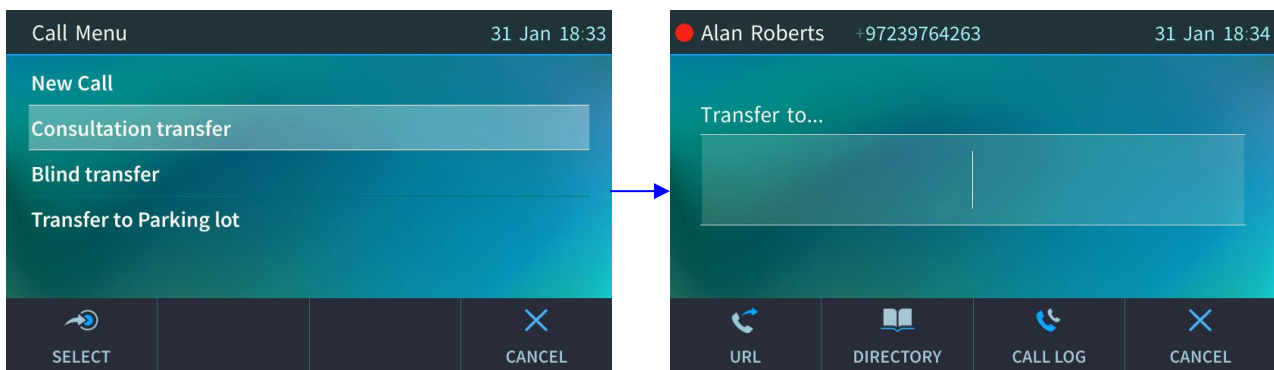 Call Menu 31 Jan 18:33
New Call
Consultation transfer
Blind transfer
Transfer to Parking lot
SELECT CANCEL
Alan Roberts +97239764263 31 Jan 18:34
Transfer to...
URL DIRECTORY CALL LOG CANCEL